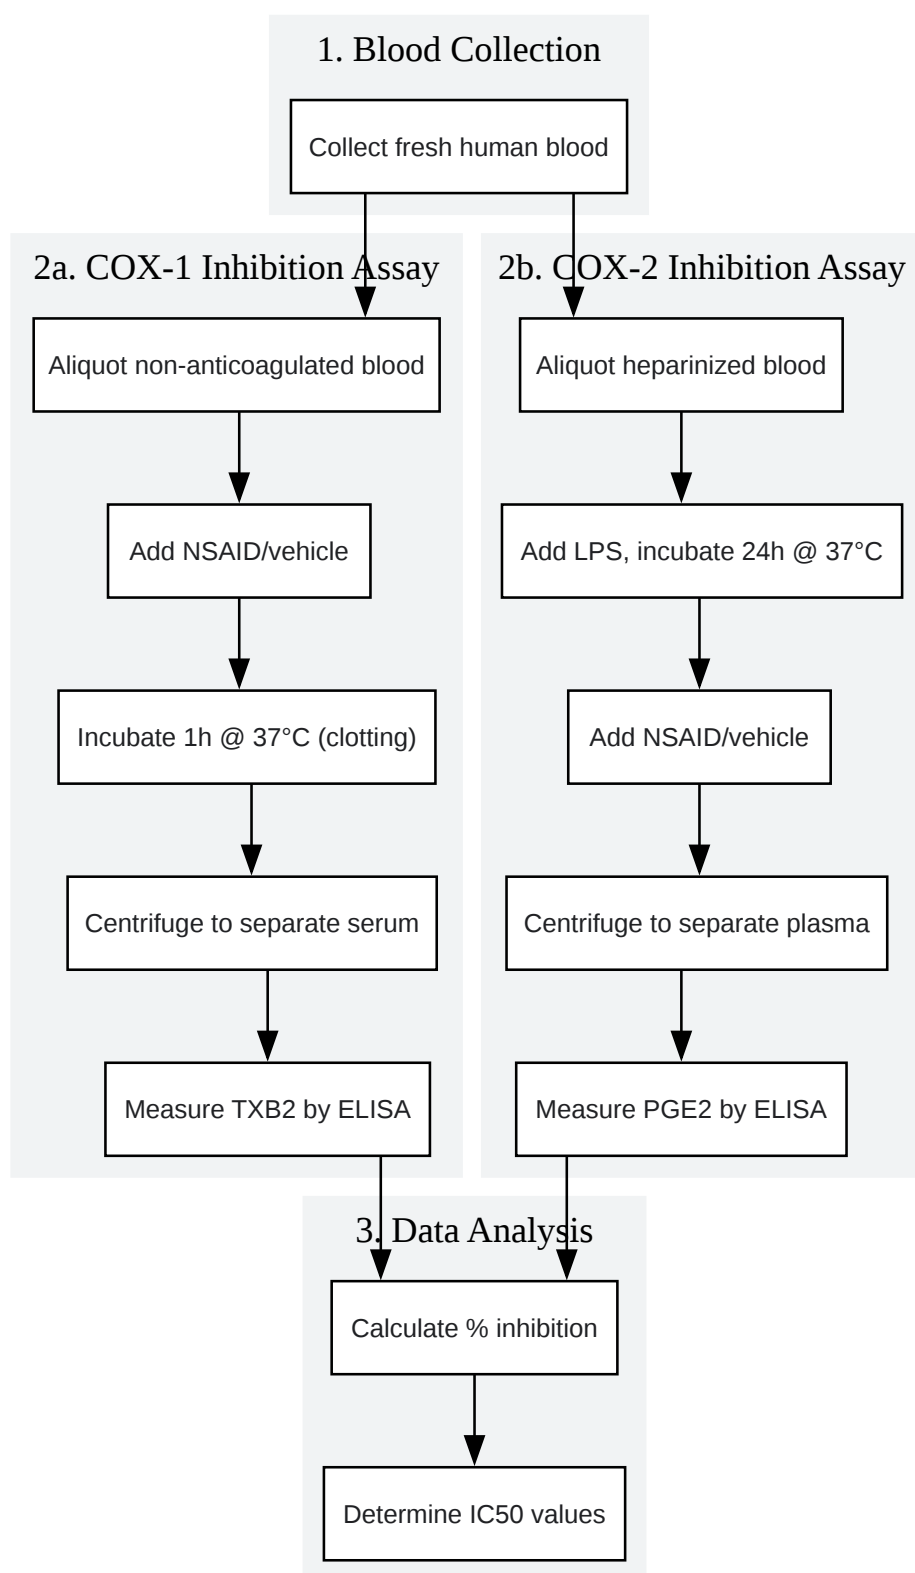 1. Blood Collection
Collect fresh human blood
2a. COX-1 Inhibition Assay
Aliquot non-anticoagulated blood
Add NSAID/vehicle
Incubate 1h @ 37°C (clotting)
Centrifuge to separate serum
Measure TXB2 by ELISA
2b. COX-2 Inhibition Assay
Aliquot heparinized blood
Add LPS, incubate 24h @ 37°C
Add NSAID/vehicle
Centrifuge to separate plasma
Measure PGE2 by ELISA
3. Data Analysis
Calculate % inhibition
Determine IC50 values